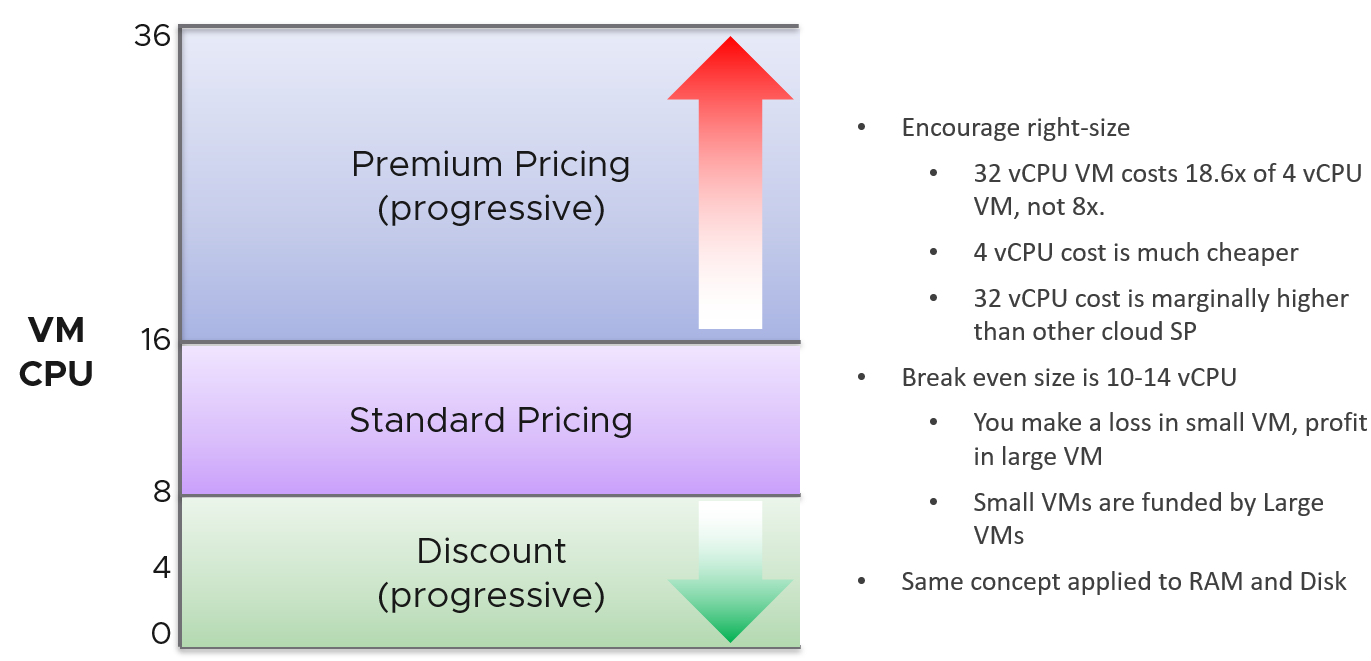 36
Premium Pricing
(progressive)
VM
CPU
16
Standard Pricing
8
Discount
(progressive)
4
0
• Encourage right-size
• 32 vCPU VM costs 18.6x of 4 vCPU
VM, not 8x.
• 4 vCPU cost is much cheaper
• 32 vCPU cost is marginally higher
than other cloud SP
• Break even size is 10-14 vCPU
• You make a loss in small VM, profit
in large VM
• Small VMs are funded by Large
VMs
• Same concept applied to RAM and Disk